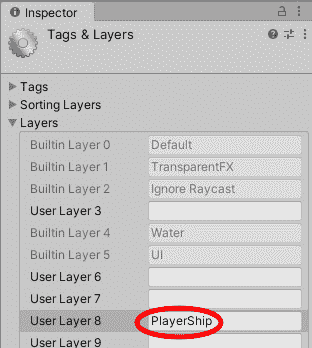 Inspector
Tags & Layers
Tags
Sorting Layers
Layers
Builtin Layer 0 Default
Builtin Layer 1 TransparentFX
Builtin Layer 2 Ignore Raycast
User Layer 3
Builtin Layer 4 Water
Builtin Layer 5 UI
User Layer 6
User Layer 7
User Layer 8 PlayerShip
User Layer 9